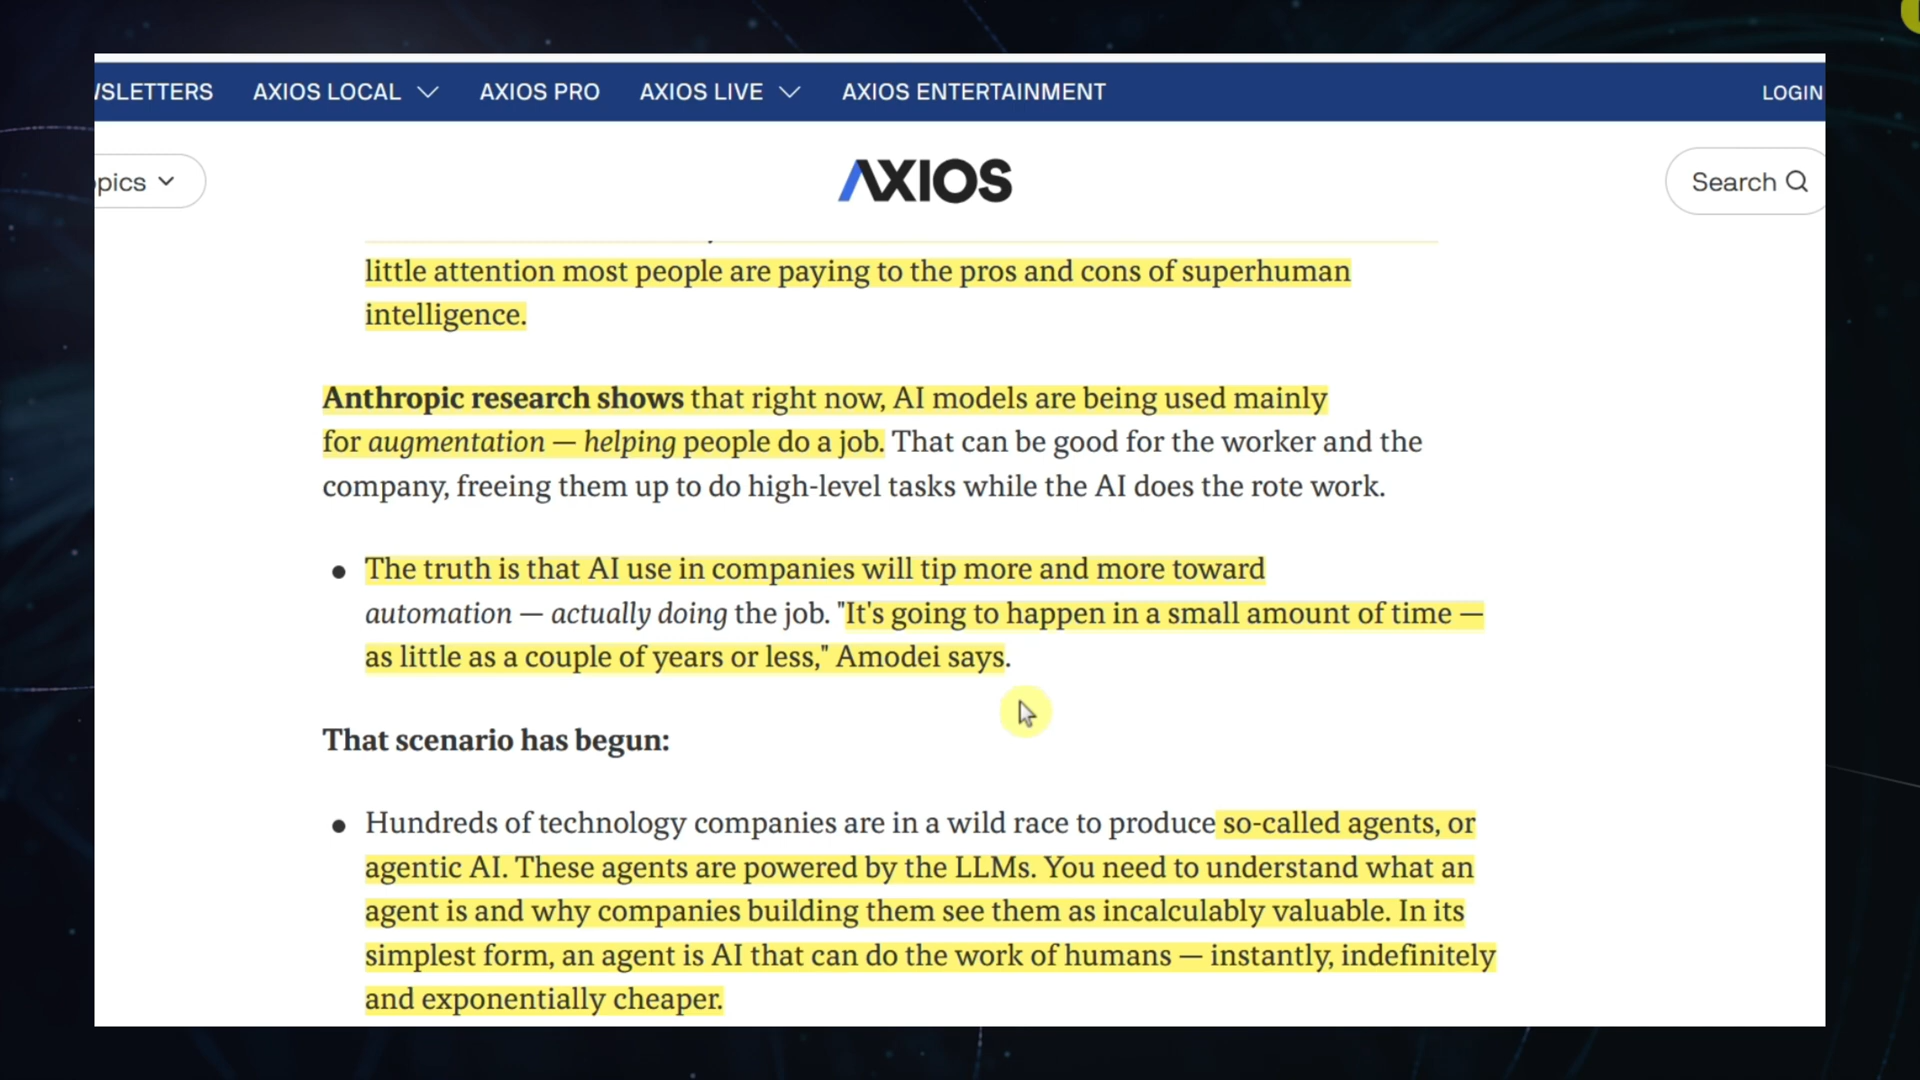 WSLETTERS AXIOS LOCAL AXIOS PRO AXIOS LIVE AXIOS ENTERTAINMENT LOGIN
opics AXIOS Search
little attention most people are paying to the pros and cons of superhuman
intelligence.
Anthropic research shows that right now, AI models are being used mainly
for augmentation — helping people do a job. That can be good for the worker and the
company, freeing them up to do high-level tasks while the AI does the rote work.
• The truth is that AI use in companies will tip more and more toward
automation — actually doing the job. "It's going to happen in a small amount of time —
as little as a couple of years or less," Amodei says.
That scenario has begun:
• Hundreds of technology companies are in a wild race to produce so-called agents, or
agentic AI. These agents are powered by the LLMs. You need to understand what an
agent is and why companies building them see them as incalculably valuable. In its
simplest form, an agent is AI that can do the work of humans — instantly, indefinitely
and exponentially cheaper.